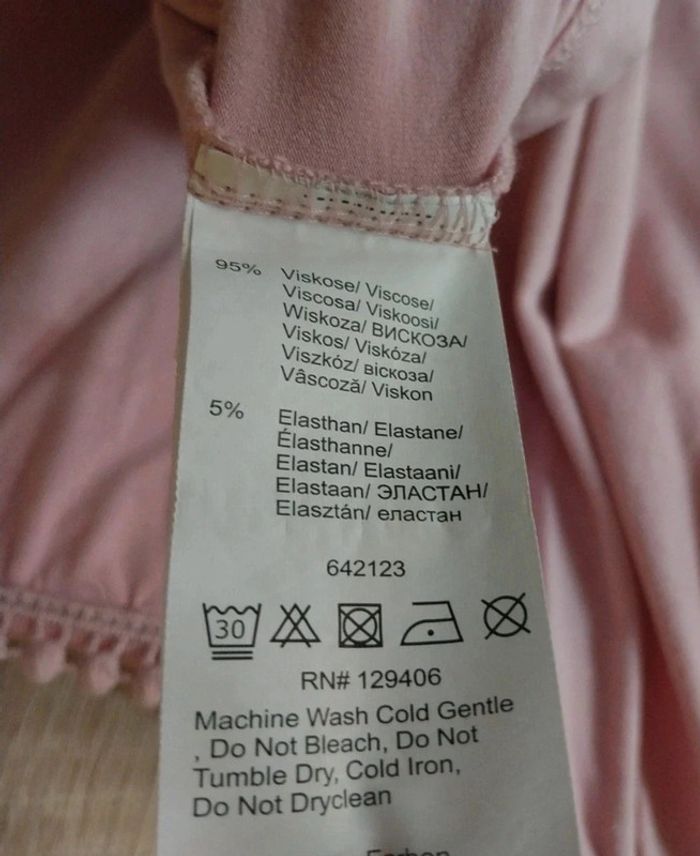 95% Viskose/ Viscose/
Viscosa/ Viskoosi/
Wiskoza/ ВИСКОЗА/
Viskos/ Viskóza/
Viszkóz/ віскоза/
Vâscoză/ Viskon
5% Elasthan/ Elastane/
Élasthanne/
Elastan/ Elastaani/
Elastaan/ ЭЛАСТАН/
Elasztán/ еластан
642123
30
RN# 129406
Machine Wash Cold Gentle
, Do Not Bleach, Do Not
Tumble Dry, Cold Iron,
Do Not Dryclean